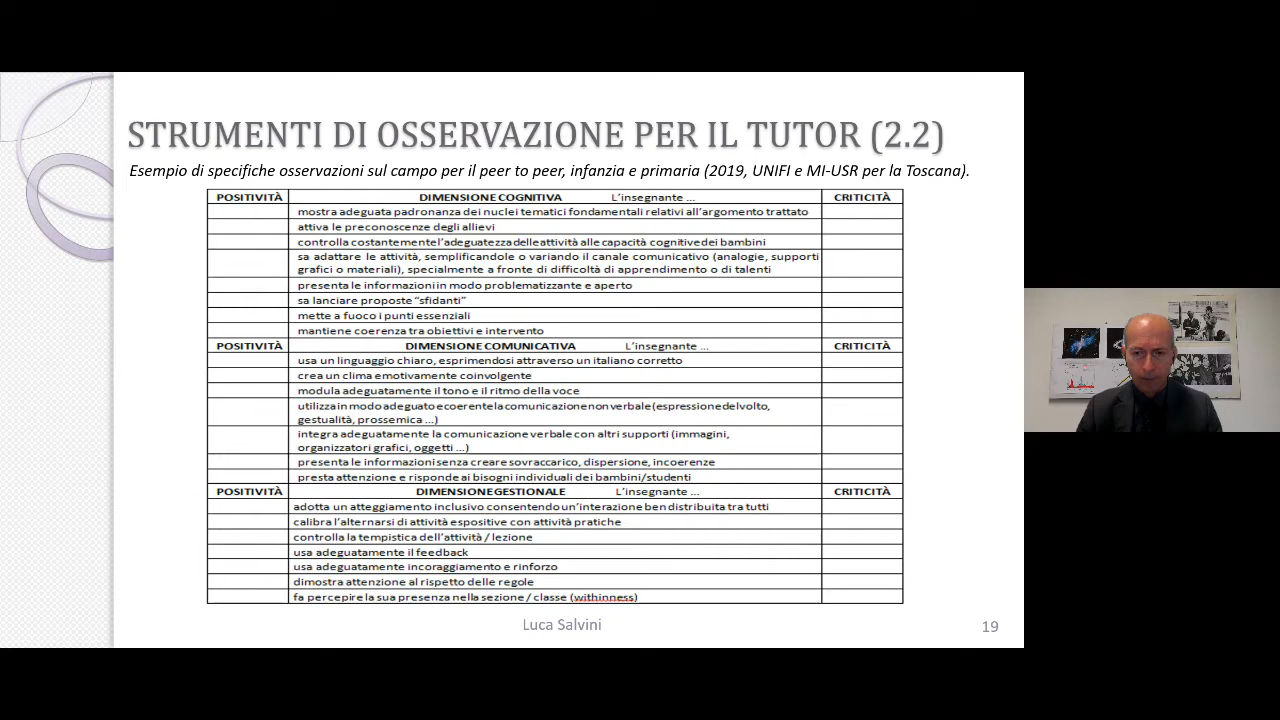 STRUMENTI DI OSSERVAZIONE PER IL TUTOR (2.2)
Esempio di specifiche osservazioni sul campo per il peer to peer, infanzia e primaria (2019, UNIFI e MI-USR per la Toscana).
POSITIVITÀ DIMENSIONE COGNITIVA L'insegnante ... CRITICITÀ
mostra adeguata padronanza dei nuclei tematici fondamentali relativi all'argomento trattato
attiva le preconoscenze degli allievi
controlla costantemente l'adeguatezza delle attività alle capacità cognitive dei bambini
sa adattare le attività, semplificandole o variando il canale comunicativo (analogie, supporti
grafici o materiali), specialmente a fronte di difficoltà di apprendimento o di talenti
presenta le informazioni in modo problematizzante e aperto
sa lanciare proposte "sfidanti"
mette a fuoco i punti essenziali
mantiene coerenza tra obiettivi e intervento
POSITIVITÀ DIMENSIONE COMUNICATIVA L'insegnante ... CRITICITÀ
usa un linguaggio chiaro, esprimendosi attraverso un italiano corretto
crea un clima emotivamente coinvolgente
modula adeguatamente il tono e il ritmo della voce
utilizza in modo adeguato e coerente la comunicazione non verbale (espressione del volto,
gestualità, prossemica ...)
integra adeguatamente la comunicazione verbale con altri supporti (immagini,
organizzatori grafici, oggetti ...)
presenta le informazioni senza creare sovraccarico, dispersione, incoerenze
presta attenzione e risponde ai bisogni individuali dei bambini/studenti
POSITIVITÀ DIMENSIONE GESTIONALE L'insegnante ... CRITICITÀ
adotta un atteggiamento inclusivo consentendo un'interazione ben distribuita tra tutti
calibra l'alternarsi di attività espositive con attività pratiche
controlla la tempistica dell'attività / lezione
usa adeguatamente il feedback
usa adeguatamente incoraggiamento e rinforzo
dimostra attenzione al rispetto delle regole
fa percepire la sua presenza nella sezione / classe (withinness)
Luca Salvini
19